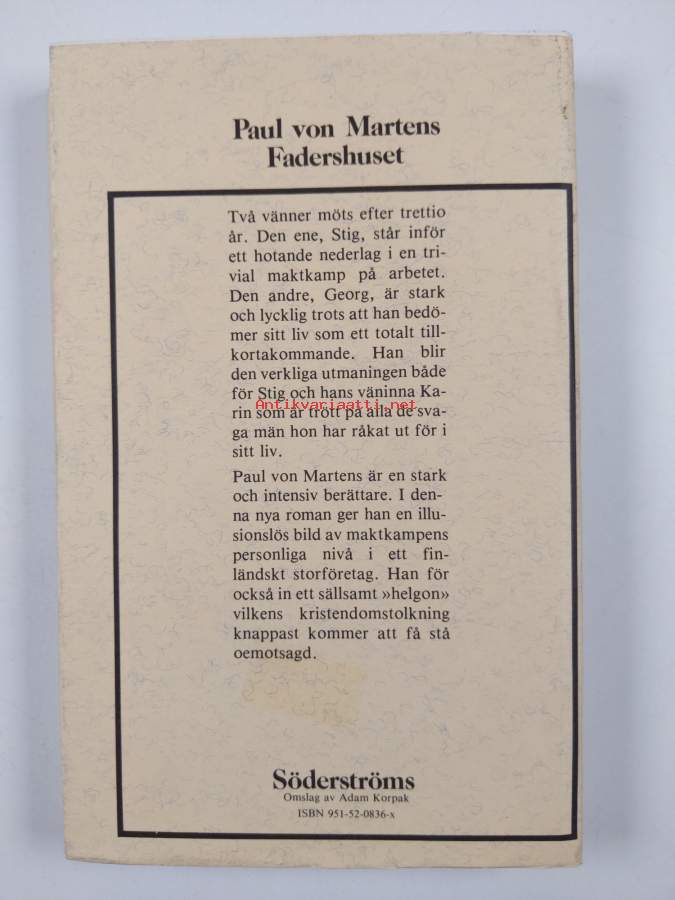 Paul von Martens
Fadershuset
Två vänner möts efter trettio
år. Den ene, Stig, står inför
ett hotande nederlag i en tri-
vial maktkamp på arbetet.
Den andre, Georg, är stark
och lycklig trots att han bedö-
mer sitt liv som ett totalt till-
kortakommande. Han blir
den verkliga utmaningen både
för Stig och hans väninna Ka-
Antikvariaatti.net
rin som är trött på alla de sva-
ga män hon har råkat ut för i
sitt liv.
Paul von Martens är en stark
och intensiv berättare. I den-
na nya roman ger han en illu-
sionslös bild av maktkampens
personliga nivå i ett fin-
ländskt storföretag. Han för
också in ett sällsamt »helgon»
vilkens kristendomstolkning
knappast kommer att få stå
oemotsagd.
Söderströms
Omslag av Adam Korpak
ISBN 951-52-0836-x